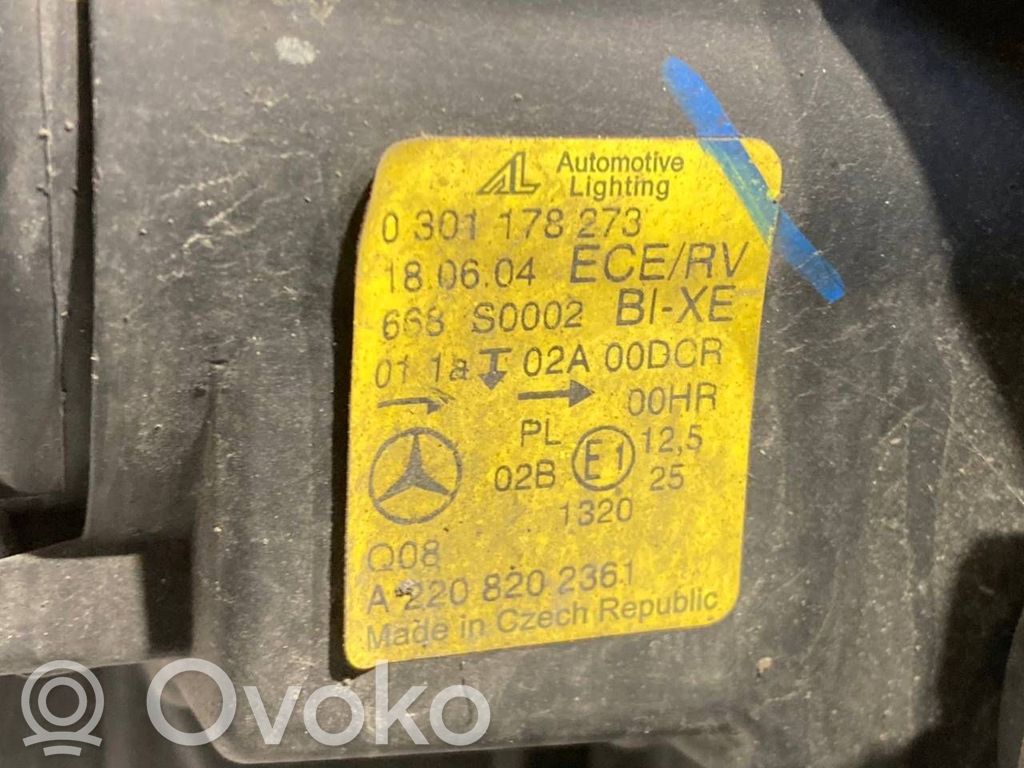 AL Automotive
Lighting
0 301 178 273
18.06.04 ECE/RV
668 S0002 BI-XE
01 1a 02A 00DCR
00HR
PL 12,5
02B E1 25
1320
Q08
A 220 820 2361
Made in Czech Republic
Ovoko